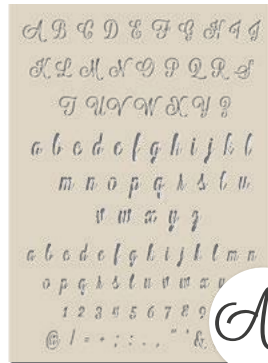 A B C D E F G H I J
K L M N O P Q R S
T U V W X Y Z
a b c d e f g h i j k l
m n o p q r s t u
v w x y z
a b c d e f g h i j k l m n
o p q r s t u v w x y
1 2 3 4 5 6 7 8 9
@ ! = + ; : . , " ' &
A